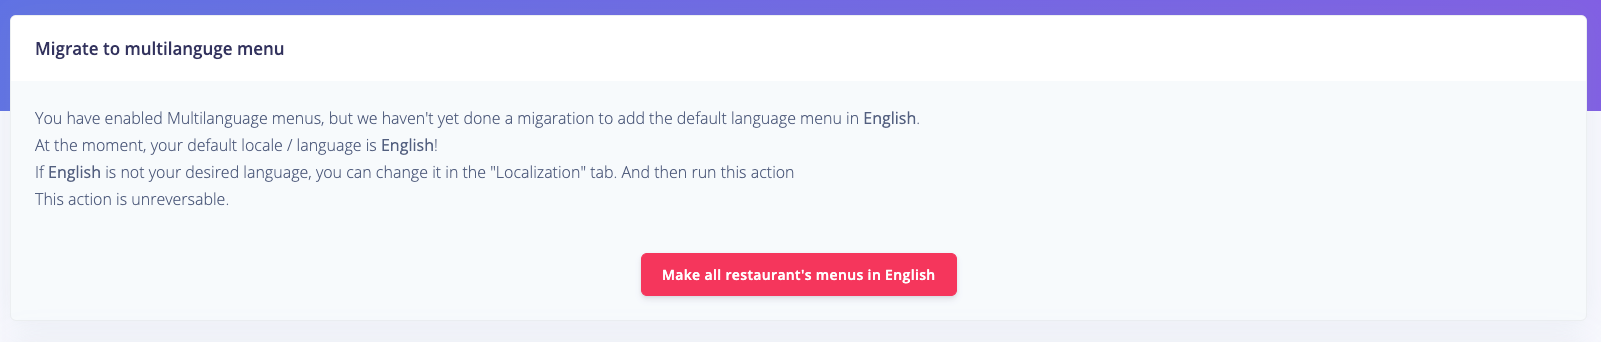 Migrate to multilanguge menu
You have enabled Multilanguage menus, but we haven't yet done a migaration to add the default language menu in English.
At the moment, your default locale / language is English!
If English is not your desired language, you can change it in the "Localization" tab. And then run this action
This action is unreversable.
Make all restaurant's menus in English